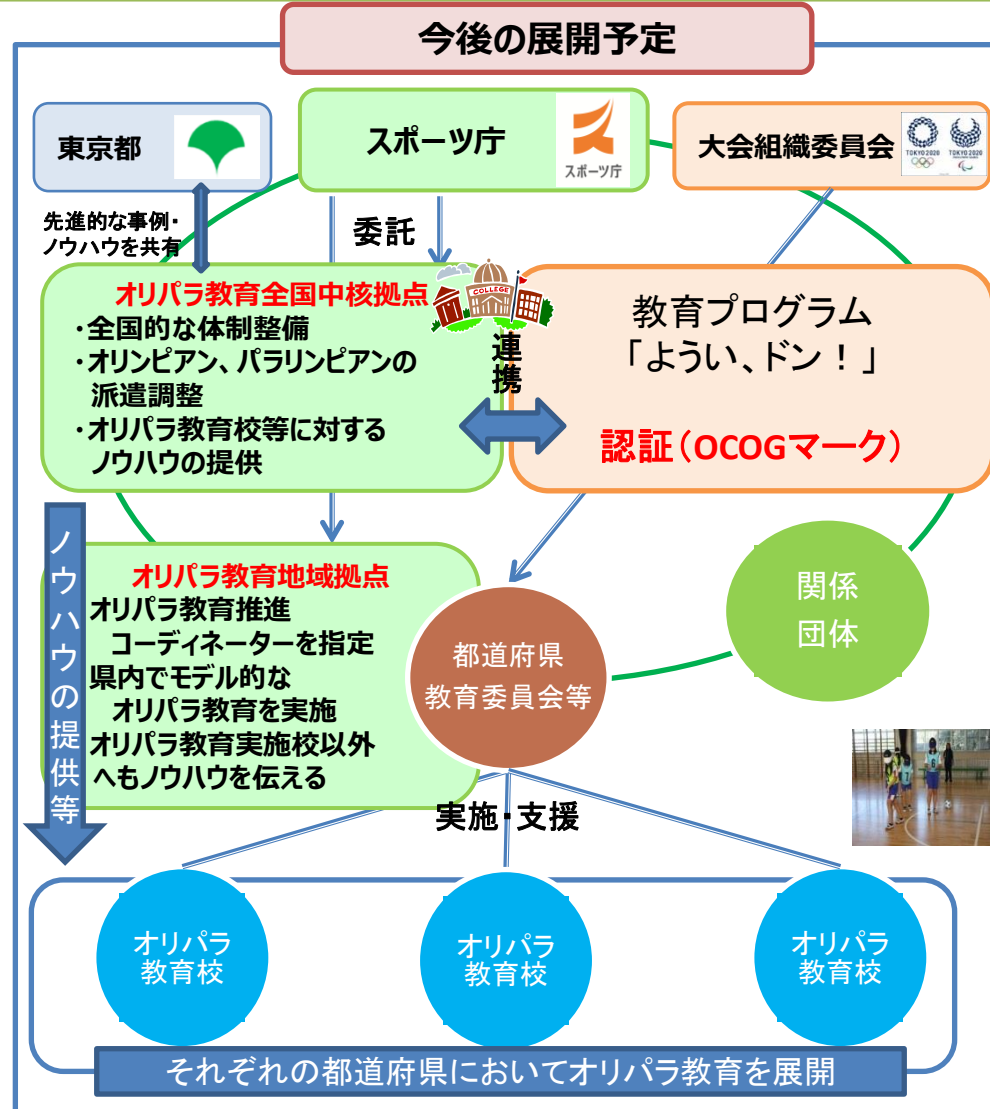 今後の展開予定
東京都
スポーツ庁
スポーツ庁
大会組織委員会
TOKYO 2020
TOKYO 2020
先進的な事例・
ノウハウを共有
委託
オリパラ教育全国中核拠点
・全国的な体制整備
・オリンピアン、パラリンピアンの
派遣調整
・オリパラ教育校等に対する
ノウハウの提供
COLLEGE
連携
教育プログラム
「ようい、ドン！」
認証（OCOGマーク）
ノウハウの提供等
オリパラ教育地域拠点
オリパラ教育推進
コーディネーターを指定
県内でモデル的な
オリパラ教育を実施
オリパラ教育実施校以外
へもノウハウを伝える
都道府県
教育委員会等
関係
団体
実施・支援
オリパラ
教育校
オリパラ
教育校
オリパラ
教育校
それぞれの都道府県においてオリパラ教育を展開